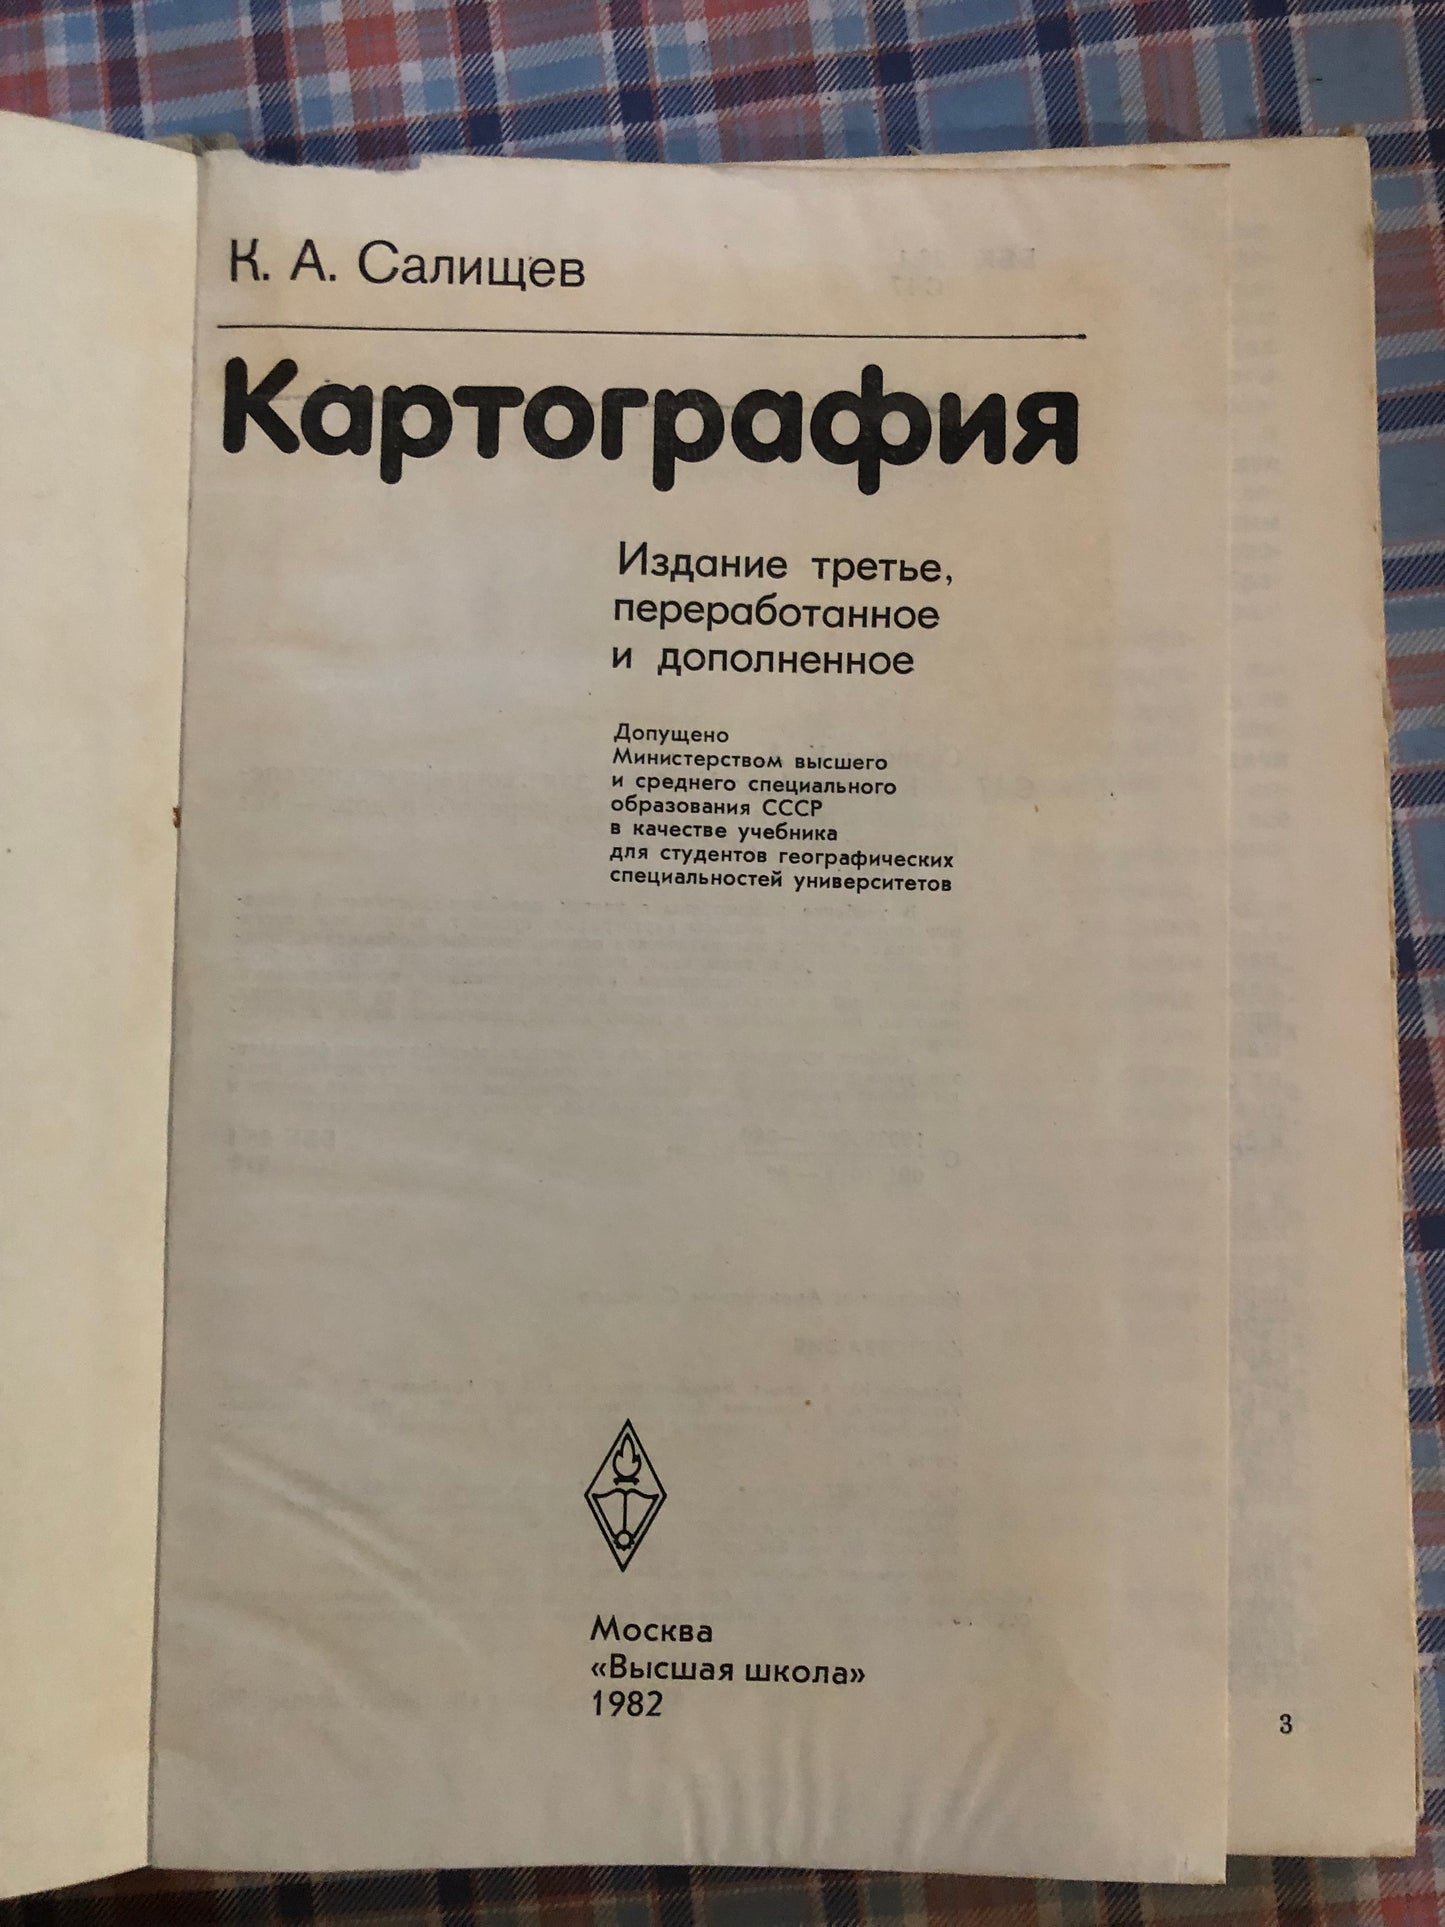 К. А. Салищев
Картография
Издание третье,
переработанное
и дополненное
Допущено
Министерством высшего
и среднего специального
образования СССР
в качестве учебника
для студентов географических
специальностей университетов
Москва
«Высшая школа»
1982
3